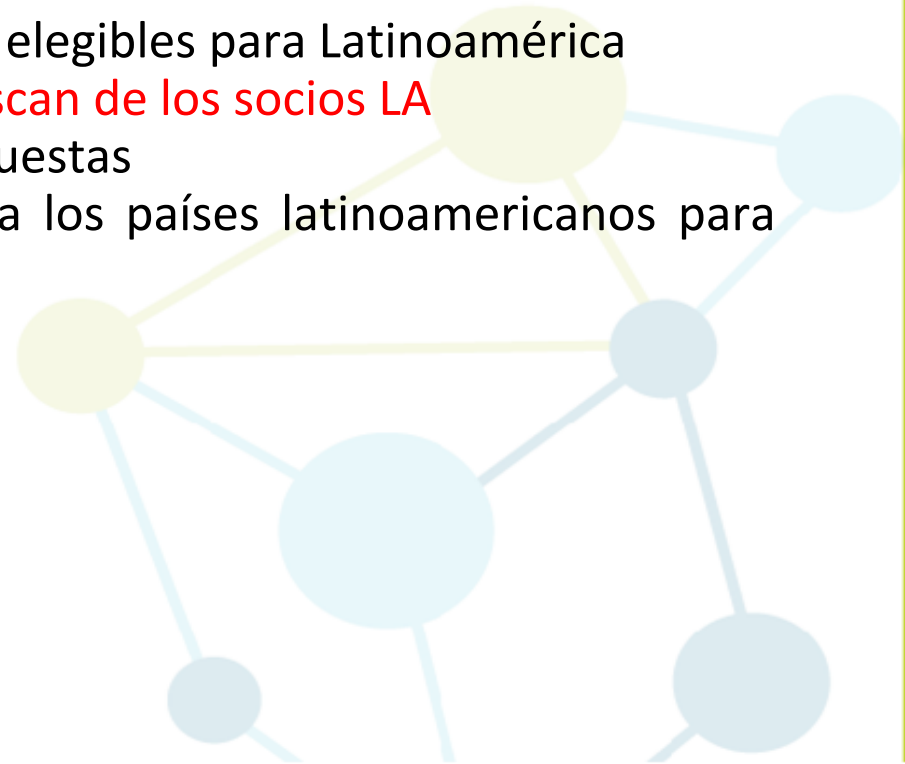 elegibles para Latinoamérica
scan de los socios LA
uestas
a los países latinoamericanos para